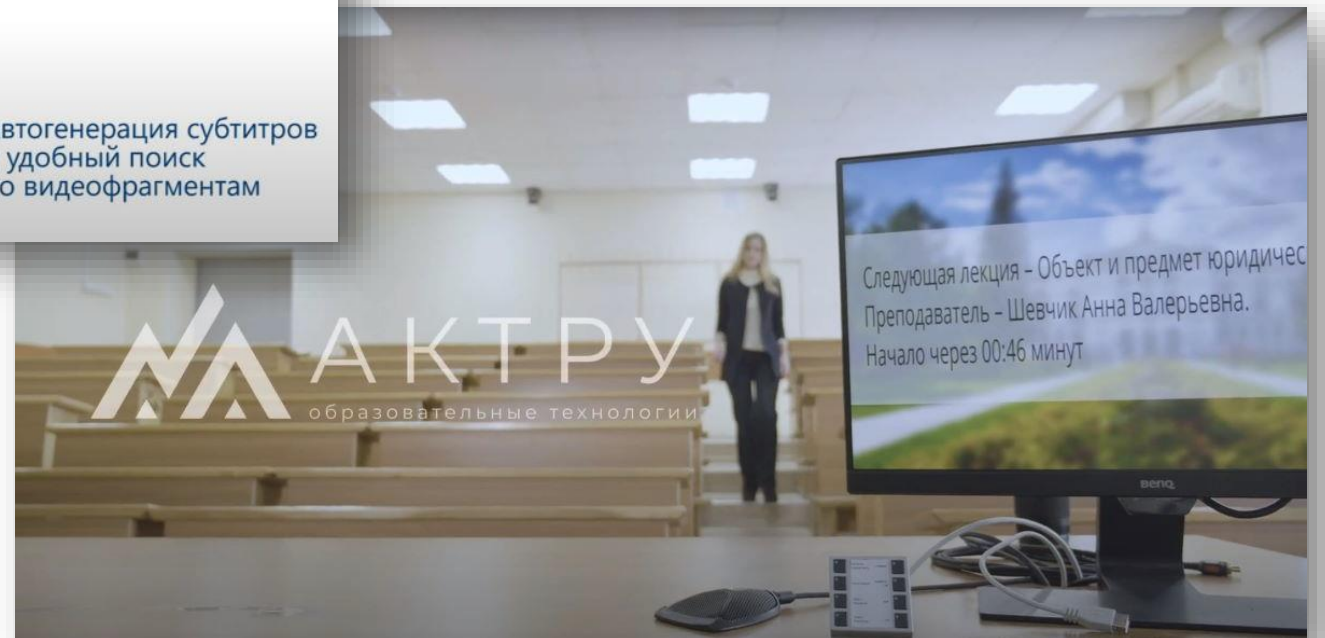 втогенерация субтитров
удобный поиск
о видеофрагментам
АКТРУ
образовательные технологии
Следующая лекция – Объект и предмет юридичес
Преподаватель – Шевчик Анна Валерьевна.
Начало через 00:46 минут
BenQ